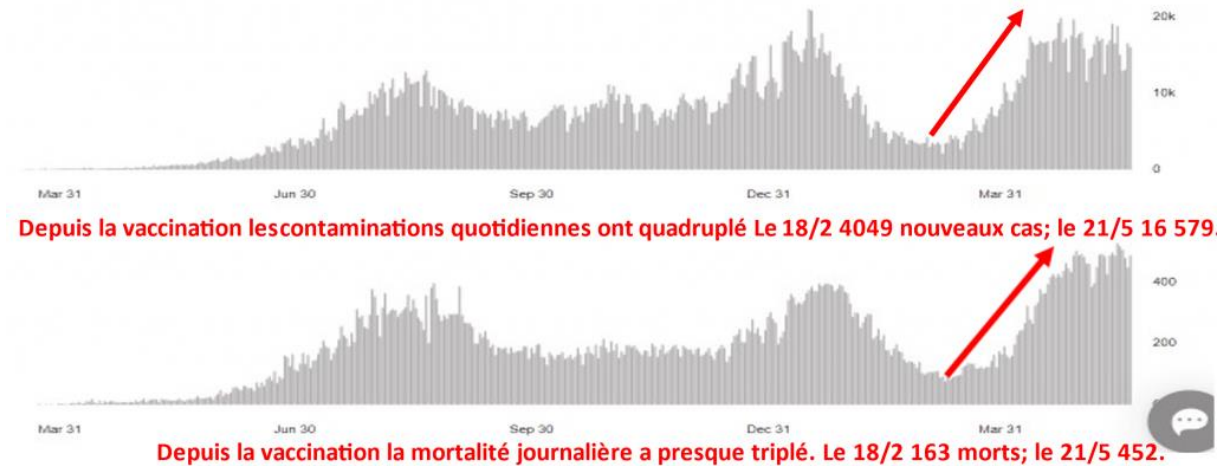 20k
10k
0
Mar 31 Jun 30 Sep 30 Dec 31 Mar 31
Depuis la vaccination lescontaminations quotidiennes ont quadruplé Le 18/2 4049 nouveaux cas; le 21/5 16 579.
400
200
Mar 31 Jun 30 Sep 30 Dec 31 Mar 31
Depuis la vaccination la mortalité journalière a presque triplé. Le 18/2 163 morts; le 21/5 452.